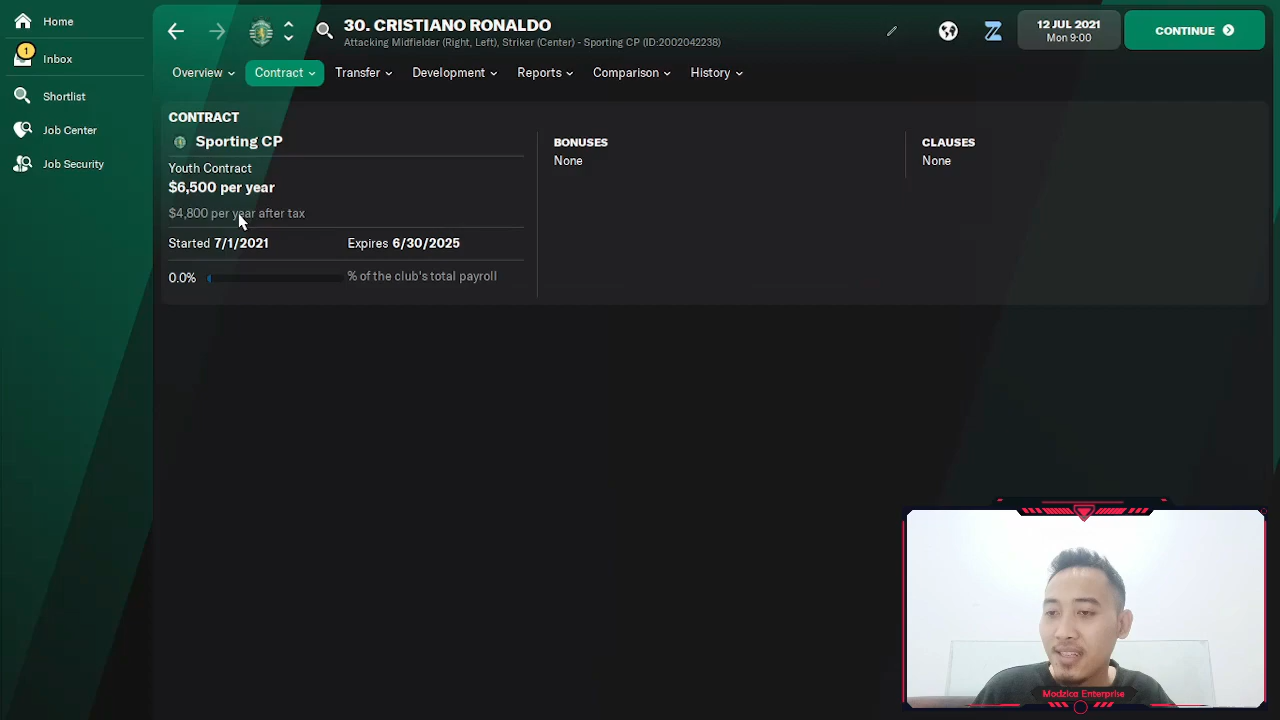 Home
1
Inbox
Shortlist
Job Center
Job Security
30. CRISTIANO RONALDO
Attacking Midfielder (Right, Left), Striker (Center) - Sporting CP (ID:2002042238)
12 JUL 2021
Mon 9:00
CONTINUE
Overview
Contract
Transfer
Development
Reports
Comparison
History
CONTRACT
Sporting CP
Youth Contract
$6,500 per year
$4,800 per year after tax
Started 7/1/2021
Expires 6/30/2025
0.0%
% of the club's total payroll
BONUSES
None
CLAUSES
None
Modzica Enterprise